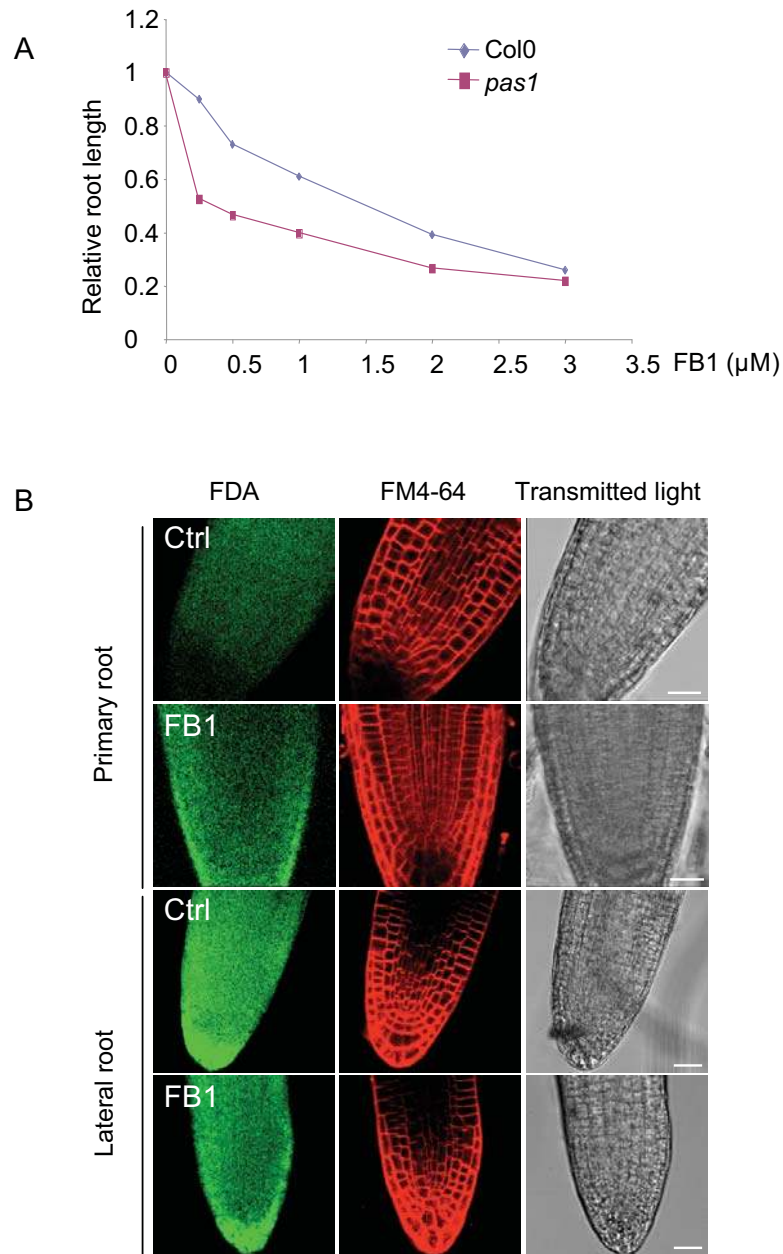 A
Col0
pas1
Relative root length
1
0.8
0.6
0.4
0.2
0
0 0.5 1 1.5 2 2.5 3 3.5 FB1 (µM)
B
FDA FM4-64 Transmitted light
Primary root
Ctrl
FB1
Lateral root
Ctrl
FB1